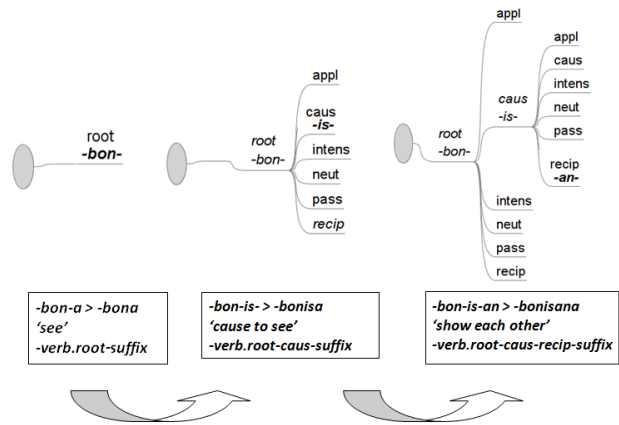 root
-bon-
root
-bon-
appl
caus
-is-
intens
neut
pass
recip
root
-bon-
appl
caus
-is-
appl
caus
intens
neut
pass
recip
-an-
intens
neut
pass
recip
-bon-a > -bona
‘see’
-verb.root-suffix
-bon-is- > -bonisa
‘cause to see’
-verb.root-caus-suffix
-bon-is-an > -bonisana
‘show each other’
-verb.root-caus-recip-suffix